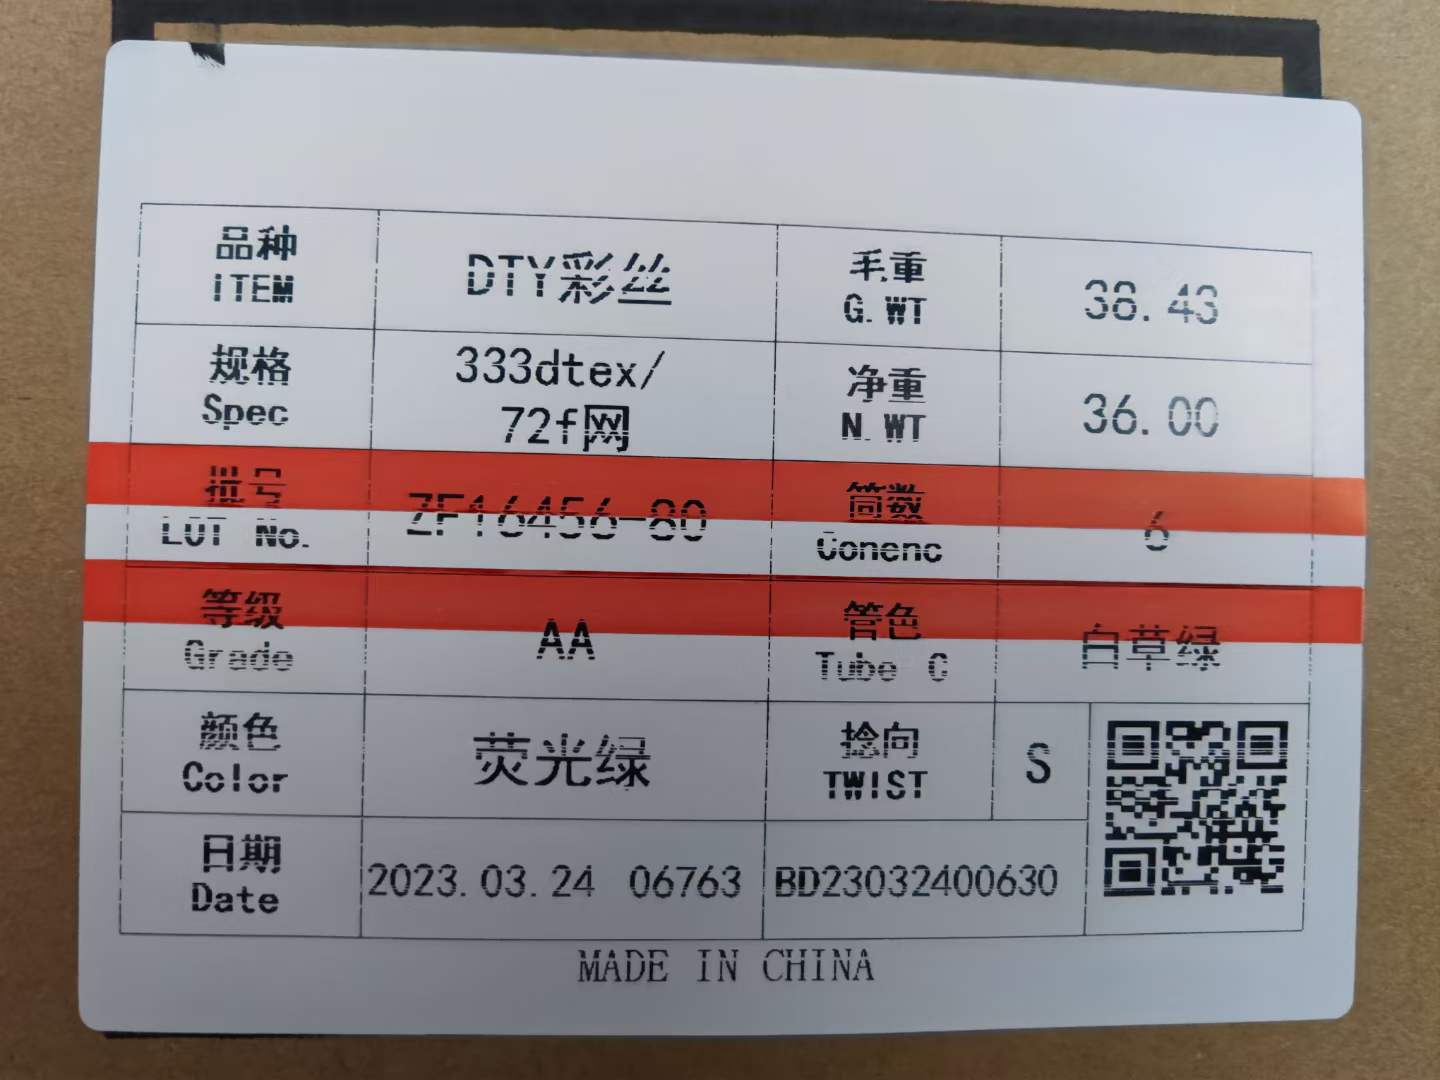 品种
ITEM
DTY彩丝
毛重
G.WT
38.43
规格
Spec
333dtex/
72f网
净重
N.WT
36.00
批号
LOT No.
ZF16456-80
筒数
Conenc
6
等级
Grade
AA
管色
Tube C
白草绿
颜色
Color
荧光绿
捻向
TWIST
S
日期
Date
2023.03.24 06763
BD23032400630
MADE IN CHINA